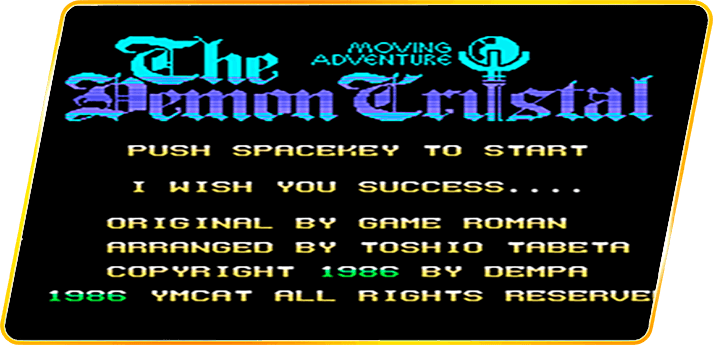 The MOVING
ADVENTURE
Demon Crystal
PUSH SPACEKEY TO START
I WISH YOU SUCCESS....
ORIGINAL BY GAME ROMAN
ARRANGED BY TOSHIO TABETA
COPYRIGHT 1986 BY DEMPA
1986 YMCAT ALL RIGHTS RESERVE